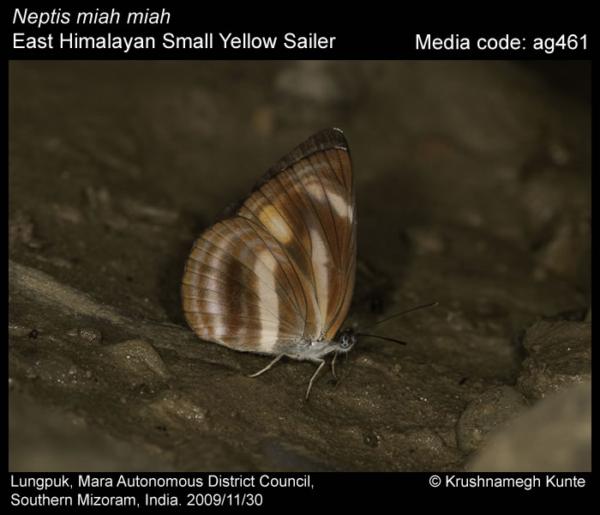 Neptis miah miah
East Himalayan Small Yellow Sailer
Media code: ag461
Lungpuk, Mara Autonomous District Council,
Southern Mizoram, India. 2009/11/30
© Krushnamegh Kunte